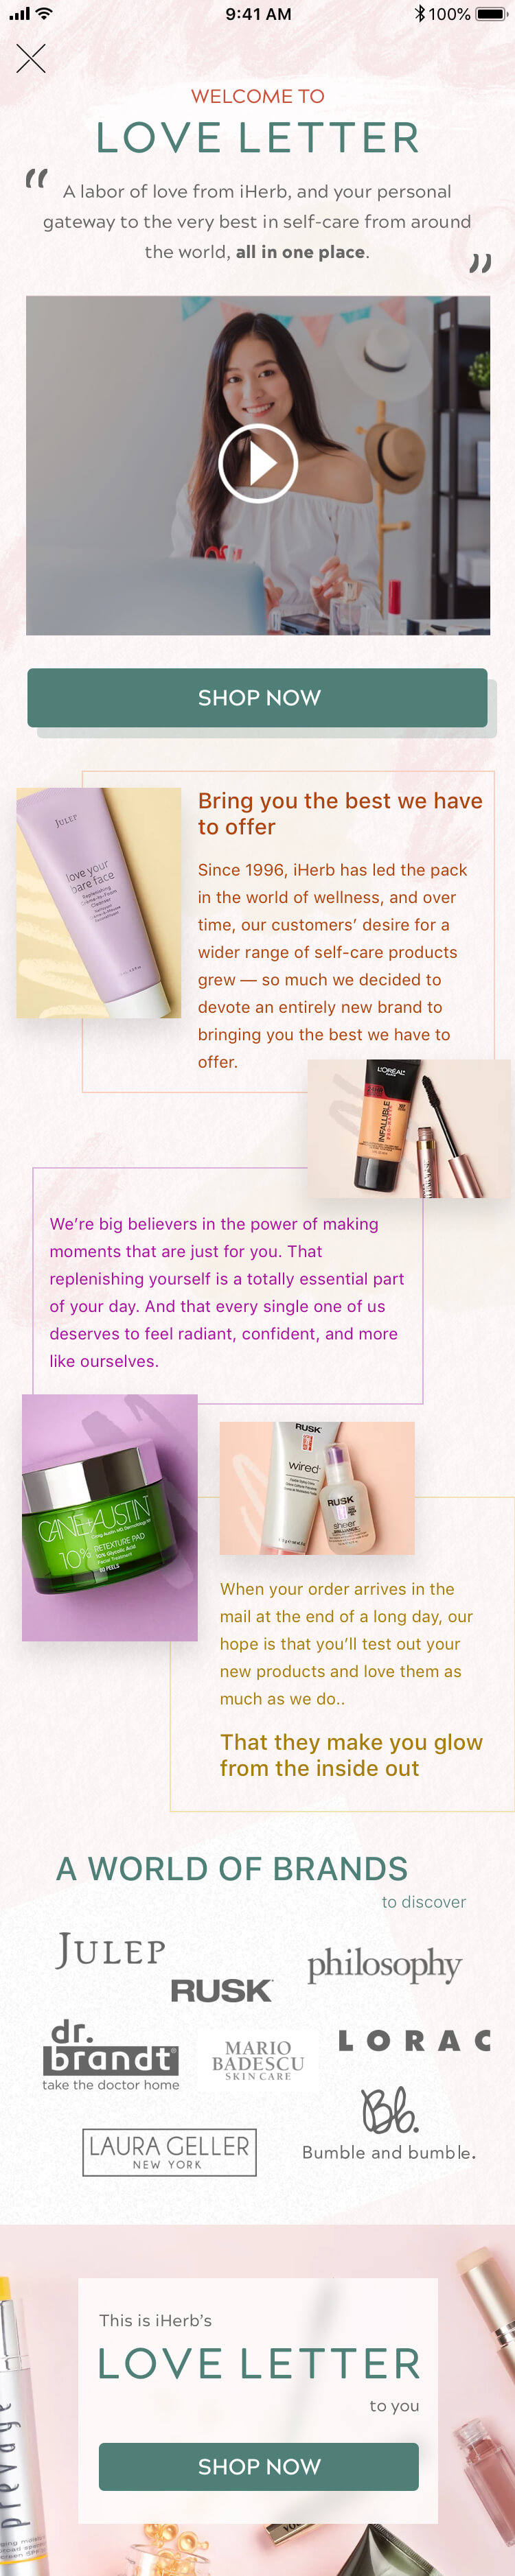 9:41 AM
100%
WELCOME TO
LOVE LETTER
“ A labor of love from iHerb, and your personal
gateway to the very best in self-care from around
the world, all in one place. ”
SHOP NOW
Bring you the best we have
to offer
JULEP
love your
bare face
Since 1996, iHerb has led the pack
in the world of wellness, and over
time, our customers’ desire for a
wider range of self-care products
grew — so much we decided to
devote an entirely new brand to
bringing you the best we have to
offer.
L'ORÉAL
INFALLIBLE
We’re big believers in the power of making
moments that are just for you. That
replenishing yourself is a totally essential part
of your day. And that every single one of us
deserves to feel radiant, confident, and more
like ourselves.
CANE+AUSTIN
10% RETEXTURE PAD
10% Glycolic Acid
Facial Treatment
RUSK
wired
RUSK
sheer
BRILLIANCE
When your order arrives in the
mail at the end of a long day, our
hope is that you’ll test out your
new products and love them as
much as we do..
That they make you glow
from the inside out
A WORLD OF BRANDS
to discover
JULEP
philosophy
RUSK
dr.
brandt®
take the doctor home
MARIO
BADESCU
SKIN CARE
LORAC
Bb.
Bumble and bumble.
LAURA GELLER
NEW YORK
This is iHerb’s
LOVE LETTER
to you
SHOP NOW
prevage